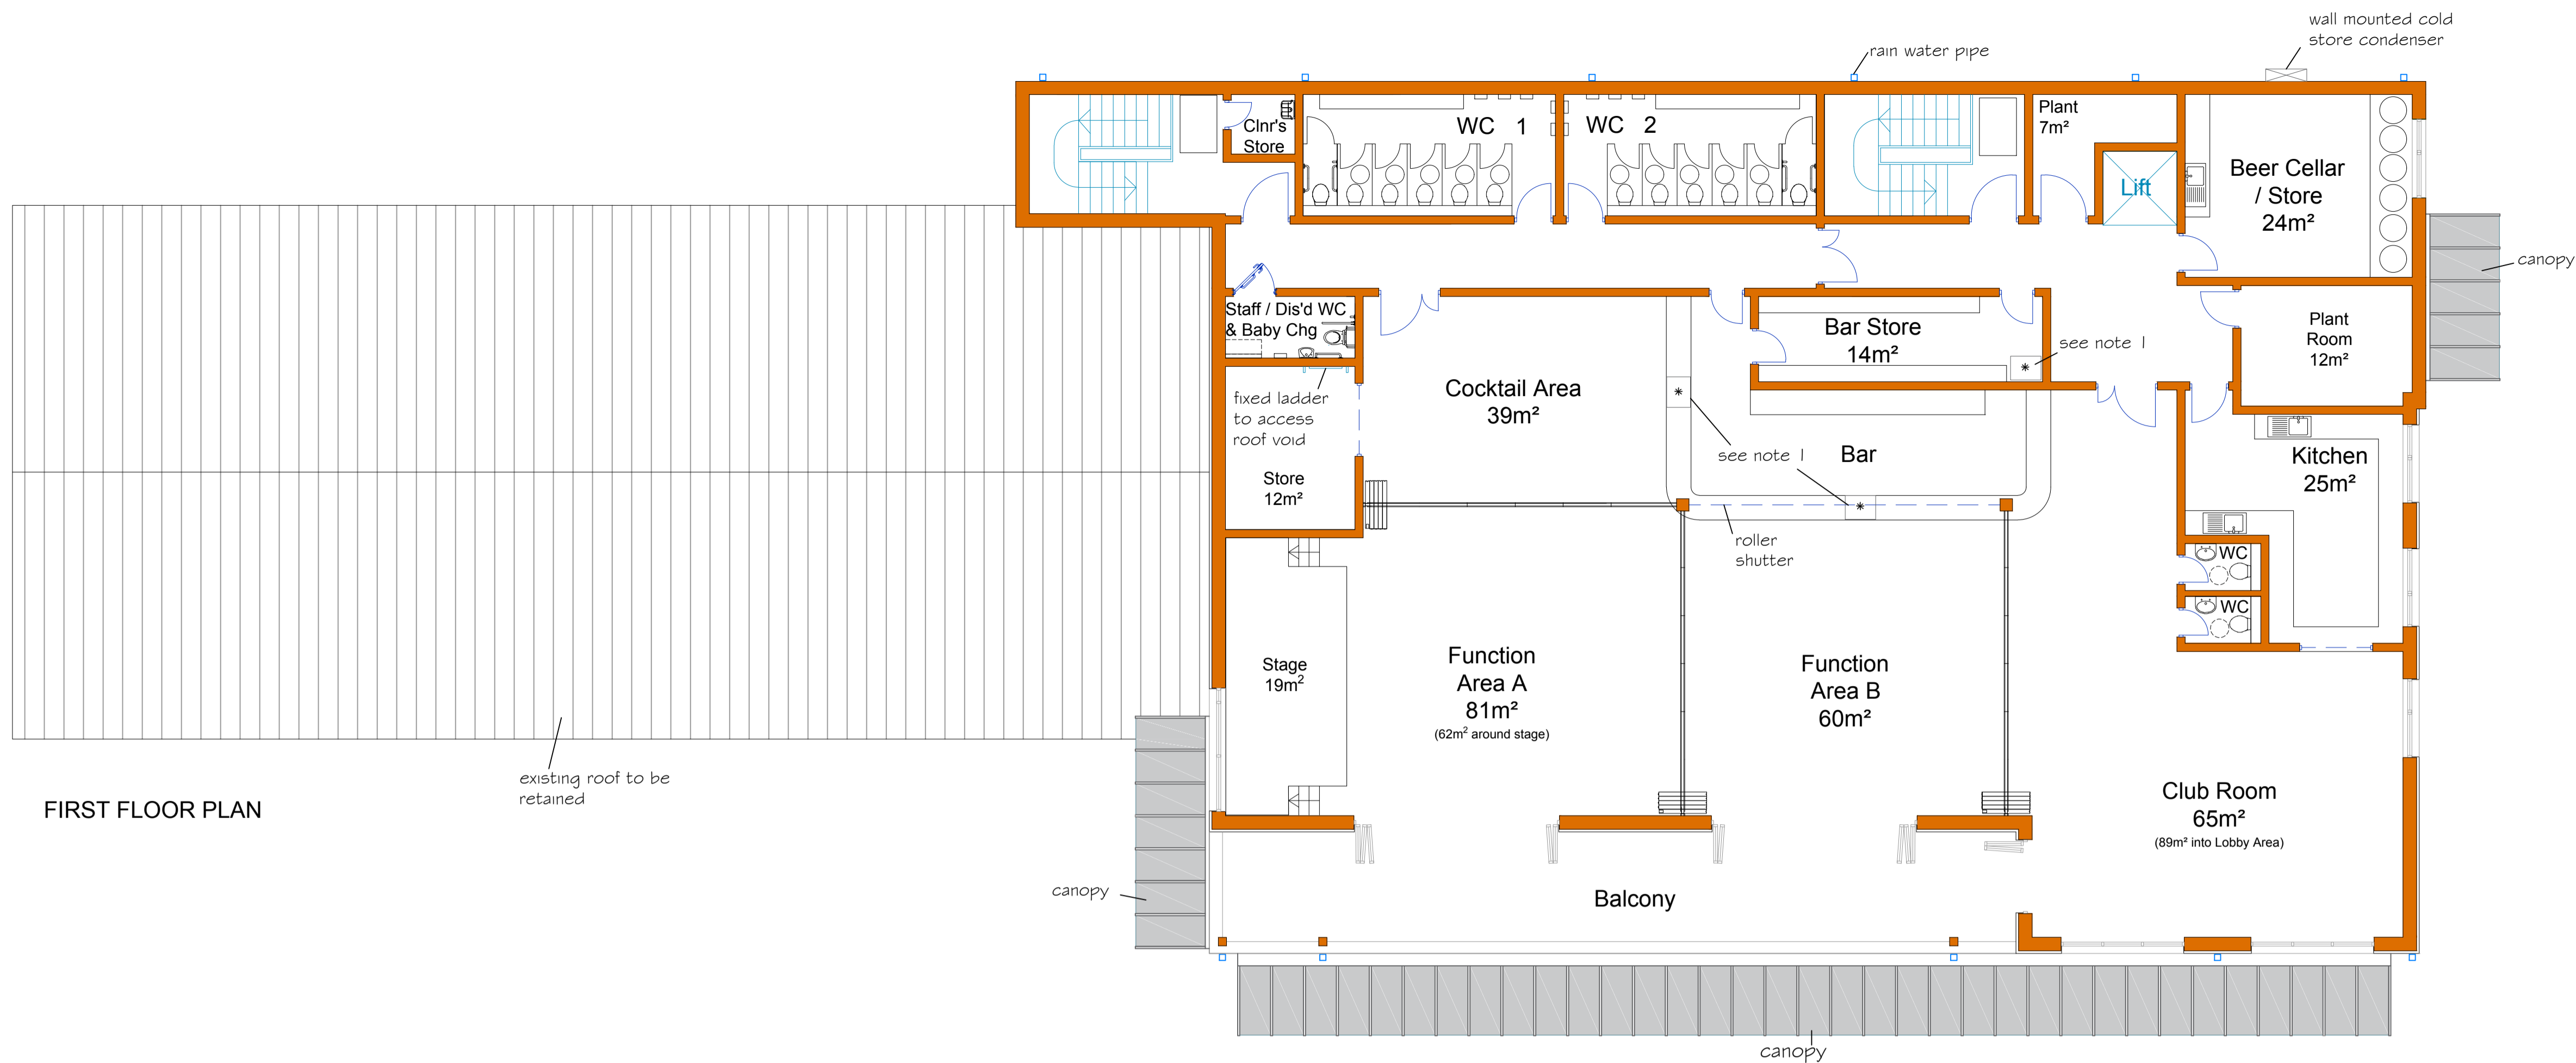 wall mounted cold
store condenser
rain water pipe
Clnr's
Store
WC 1
WC 2
Plant
7m²
Lift
Beer Cellar
/ Store
24m²
canopy
Staff / Dis'd WC
& Baby Chg
Bar Store
14m²
see note 1
Plant
Room
12m²
fixed ladder
to access
roof void
Cocktail Area
39m²
see note 1
Bar
Kitchen
25m²
Store
12m²
roller
shutter
WC
WC
Stage
19m²
Function
Area A
81m²
(62m² around stage)
Function
Area B
60m²
existing roof to be
retained
FIRST FLOOR PLAN
Club Room
65m²
(89m² into Lobby Area)
canopy
Balcony
canopy